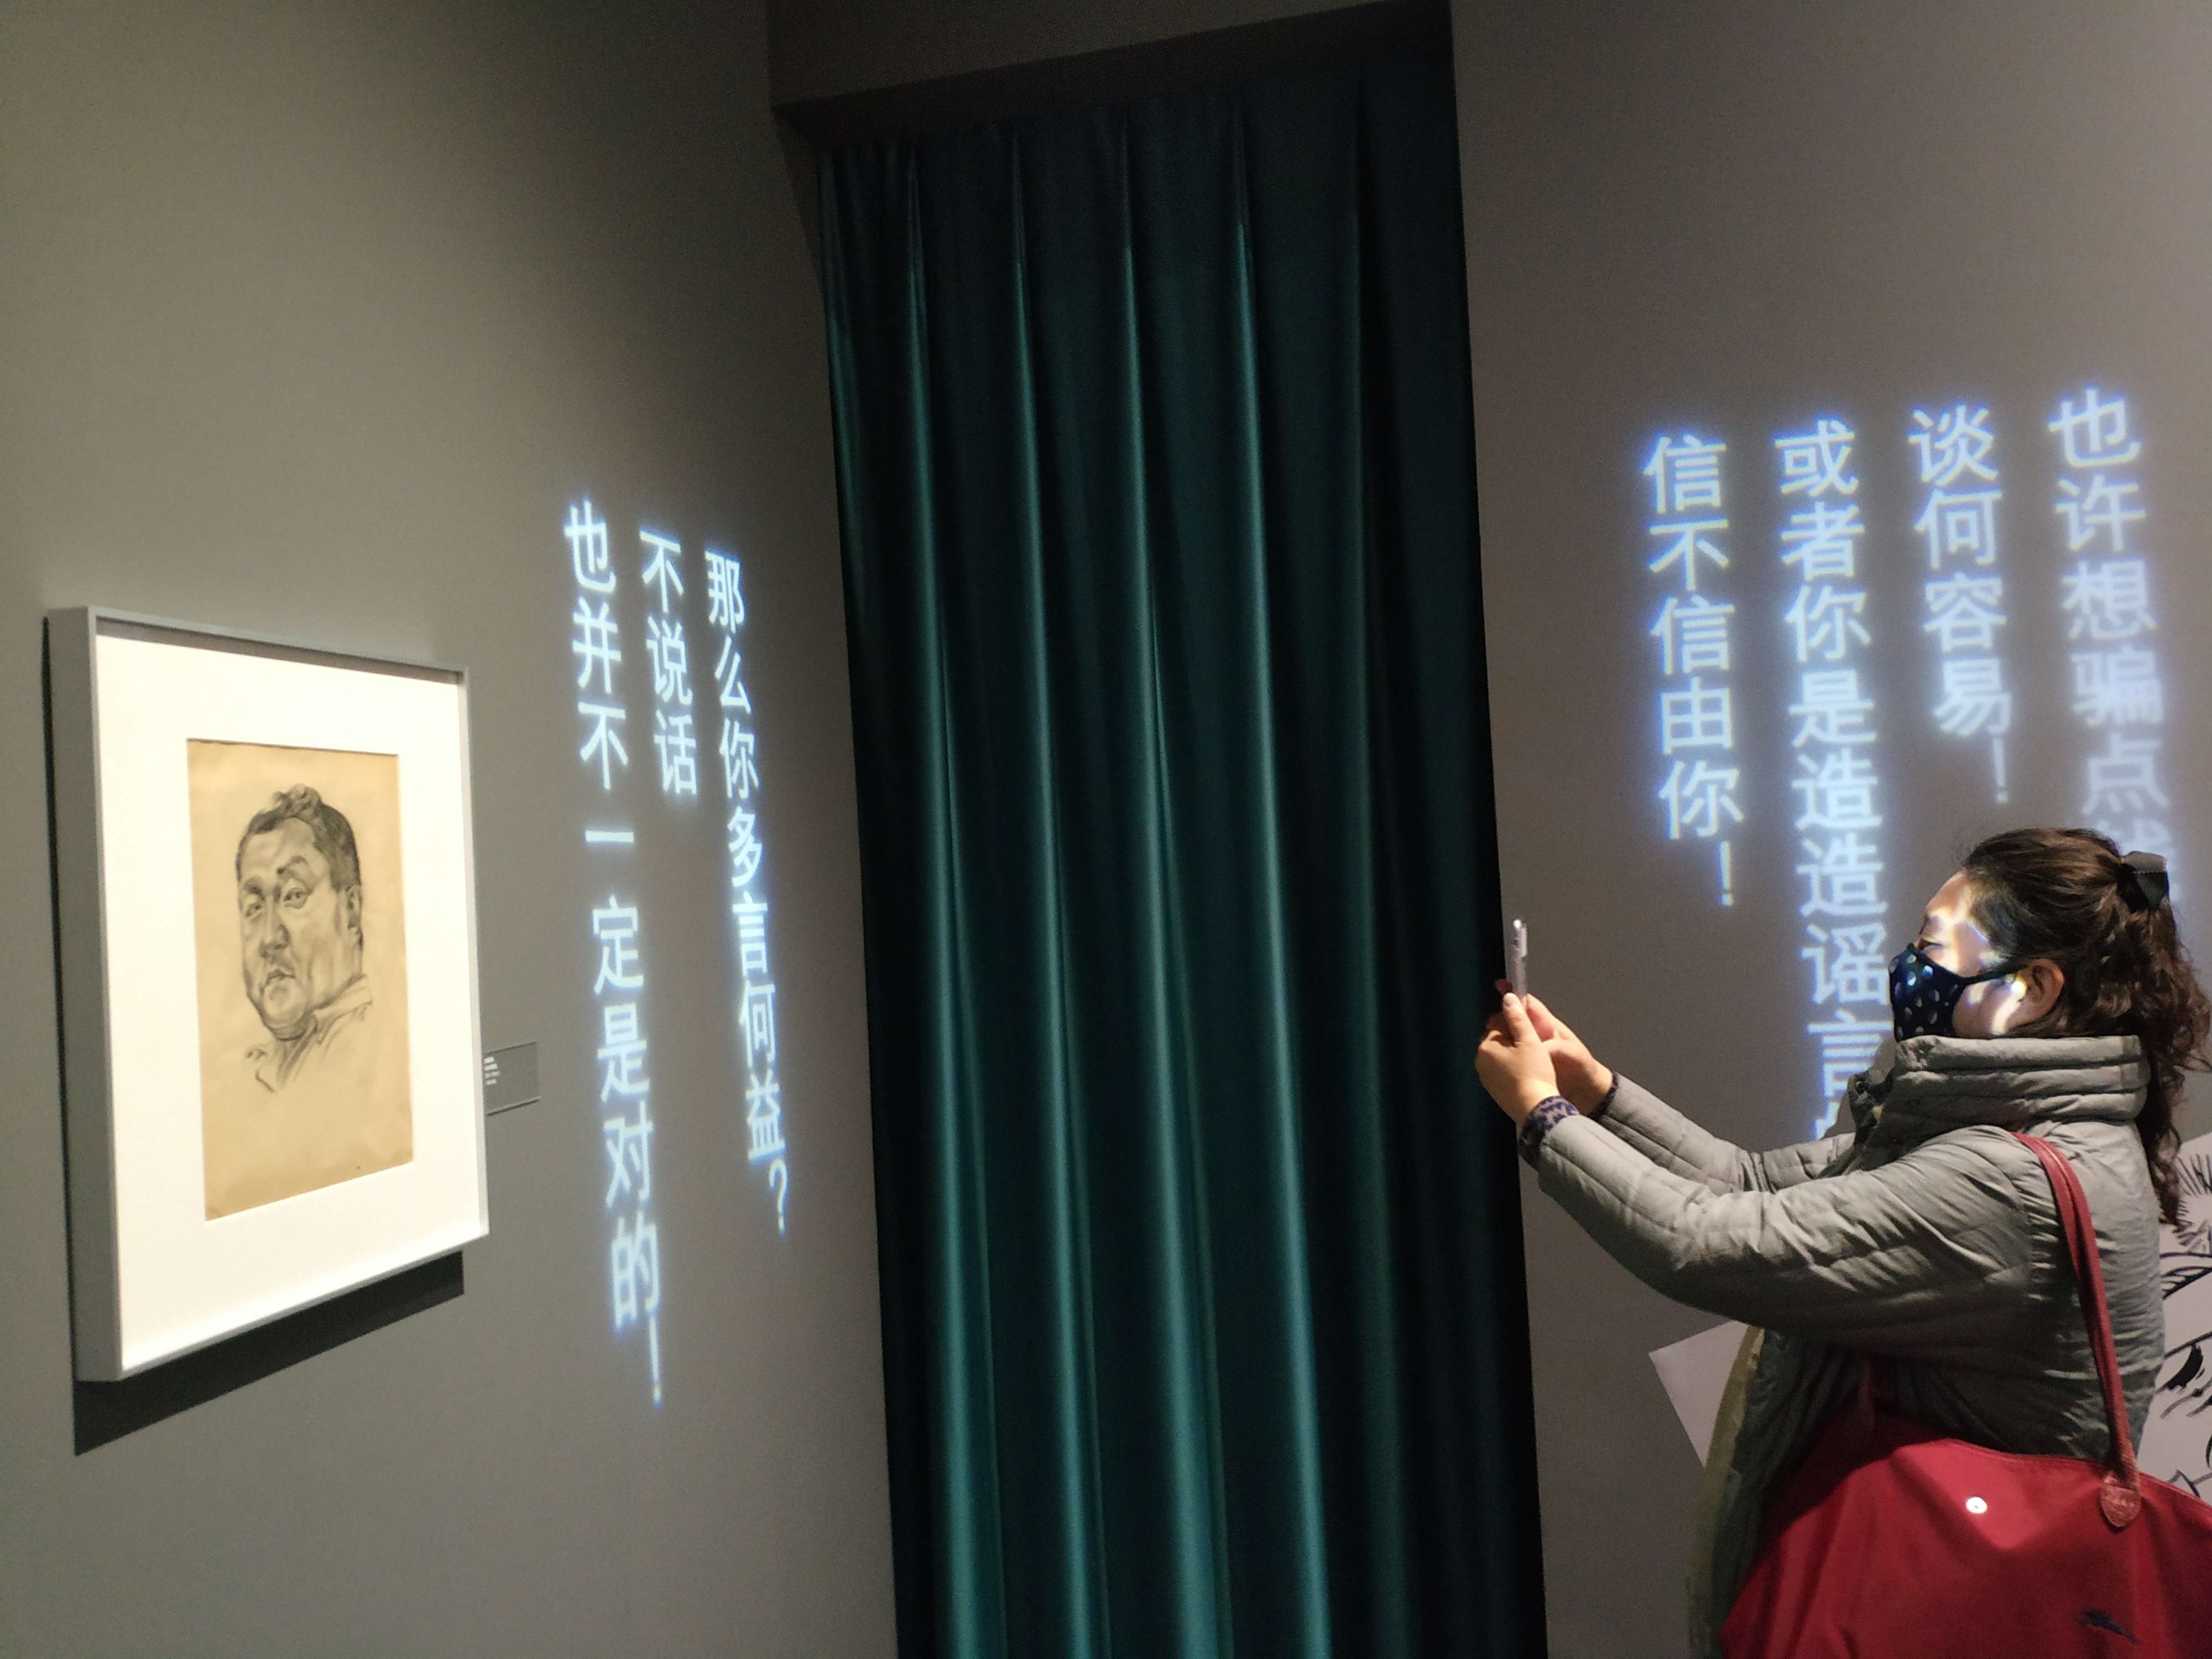 也许想骗点
谈何容易！
或者你是造造谣言
信不信由你！
那么你多言何益？
不说话
也并不一定是对的！